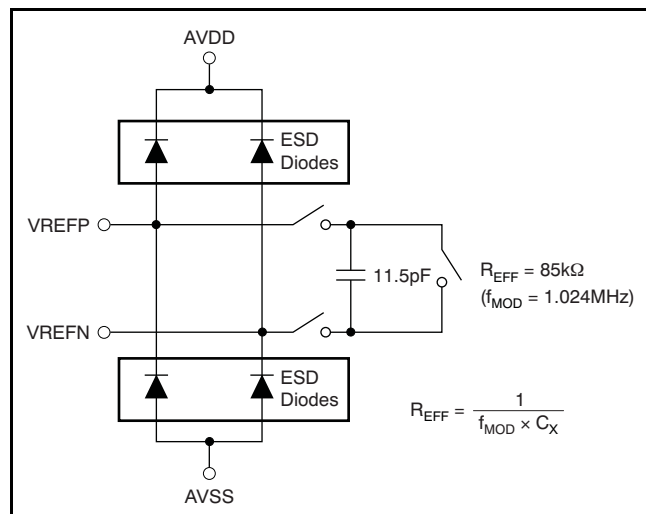 AVDD
ESD
Diodes
VREFP
11.5pF
R_EFF = 85kΩ
(f_MOD = 1.024MHz)
VREFN
ESD
Diodes
R_EFF = 1
f_MOD × C_X
AVSS